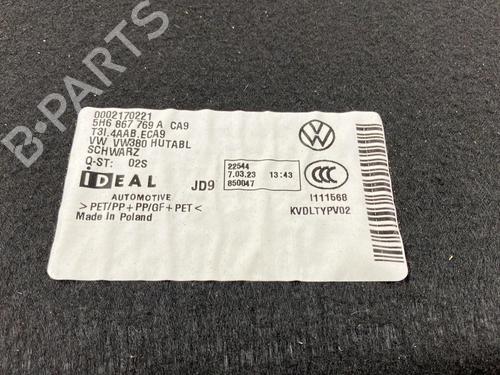 0002170221
5H6 867 769 A CA9
T3I.4AAB.ECA9
VW VW380 HUTABL
SCHWARZ
Q-ST: 02S
IDEAL
AUTOMOTIVE
JD9
22544
7.03.23 13:43
850047
CCC
I111568
KVDLTYPV02
>PET/PP+PP/GF+PET<
Made in Poland
B-PARTS